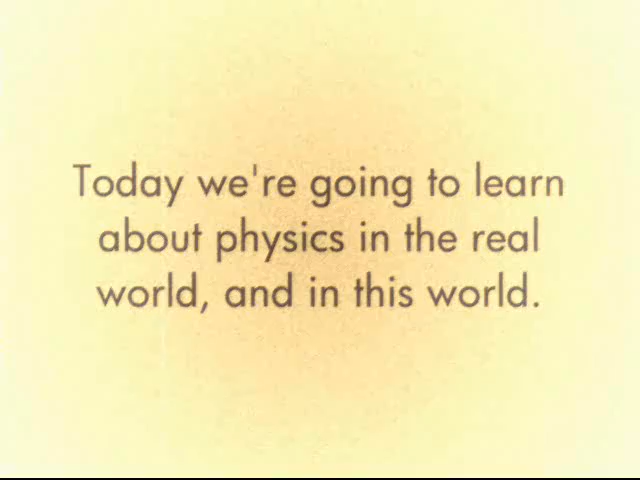 Today we're going to learn
about physics in the real
world, and in this world.